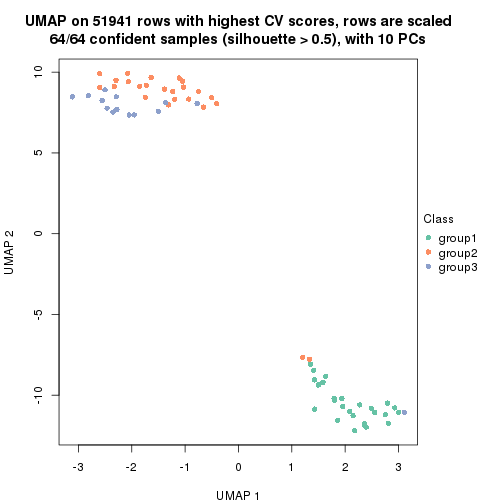 UMAP on 51941 rows with highest CV scores, rows are scaled
64/64 confident samples (silhouette > 0.5), with 10 PCs
10
5
0
-5
-10
UMAP 2
-3
-2
-1
0
1
2
3
UMAP 1
Class
group1
group2
group3